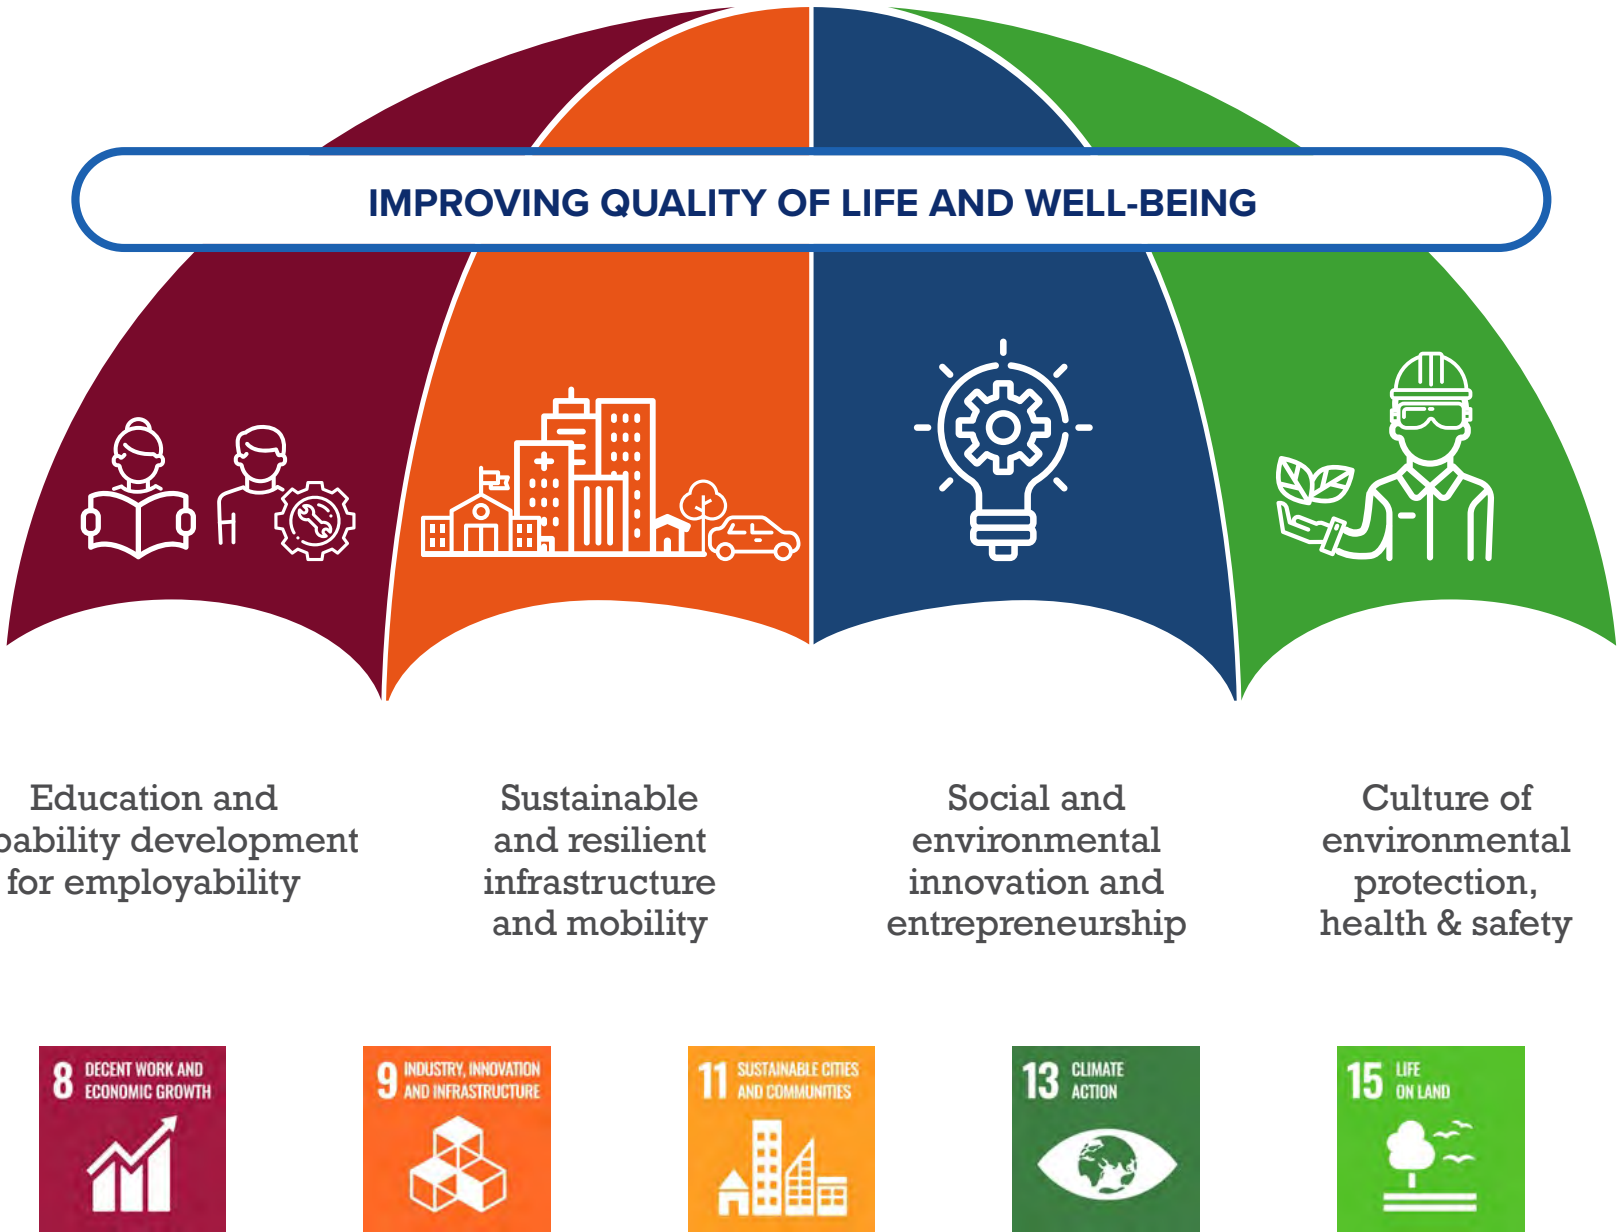 IMPROVING QUALITY OF LIFE AND WELL-BEING
Education and
pability development
for employability
Sustainable
and resilient
infrastructure
and mobility
Social and
environmental
innovation and
entrepreneurship
Culture of
environmental
protection,
health & safety
8 DECENT WORK AND
ECONOMIC GROWTH
9 INDUSTRY, INNOVATION
AND INFRASTRUCTURE
11 SUSTAINABLE CITIES
AND COMMUNITIES
13 CLIMATE
ACTION
15 LIFE
ON LAND